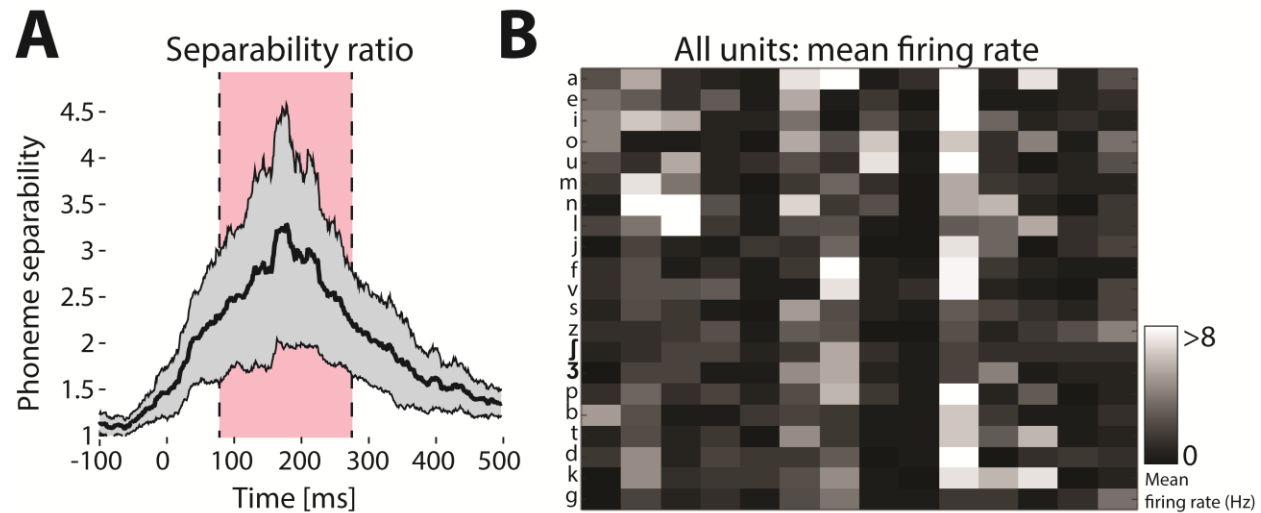 A
Separability ratio
Phoneme separability
4.5-
4-
3.5-
3-
2.5-
2-
1.5-
1-
-100 0 100 200 300 400 500
Time [ms]
B
All units: mean firing rate
a
e
i
o
u
m
n
l
j
f
v
s
z
ʃ
ʒ
p
b
t
d
k
g
>8
0
Mean
firing rate (Hz)